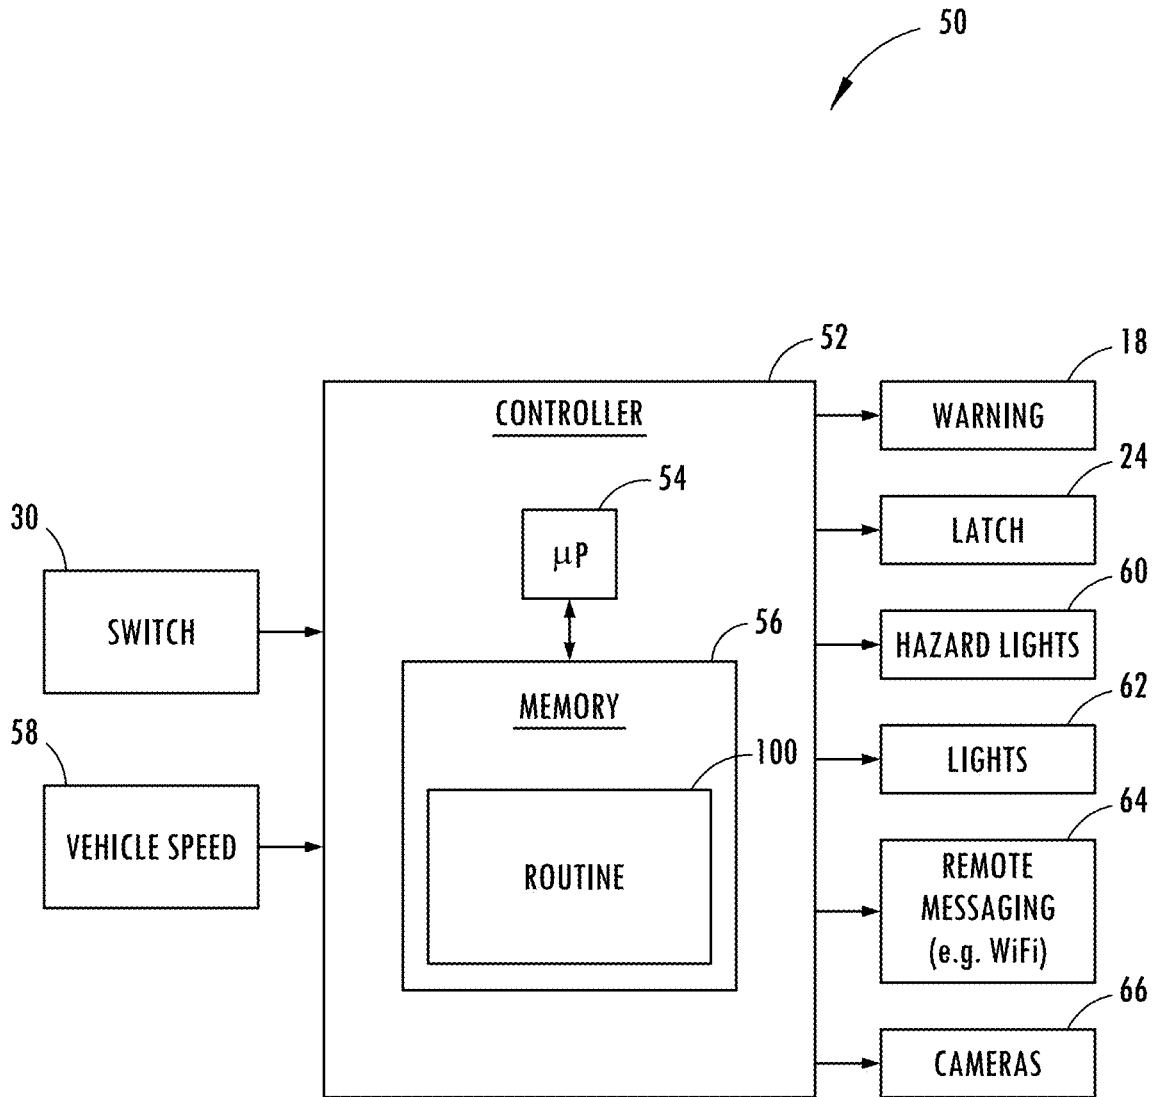 50
52
CONTROLLER
54
μP
56
MEMORY
100
ROUTINE
30
SWITCH
58
VEHICLE SPEED
18
WARNING
24
LATCH
60
HAZARD LIGHTS
62
LIGHTS
64
REMOTE
MESSAGING
(e.g. WiFi)
66
CAMERAS